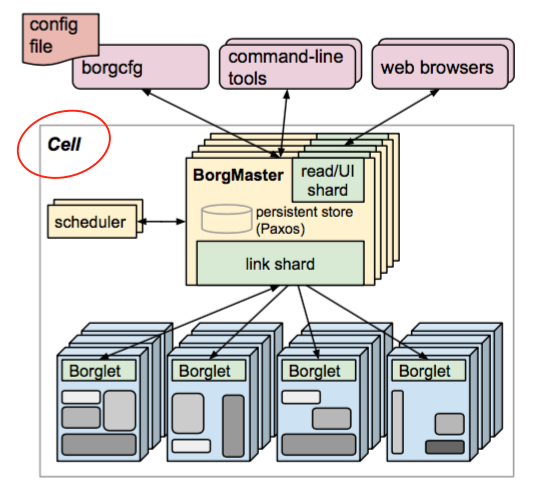 config
file
borgcfg
command-line
tools
web browsers
Cell
BorgMaster
read/UI
shard
persistent store
(Paxos)
scheduler
link shard
Borglet
Borglet
Borglet
Borglet